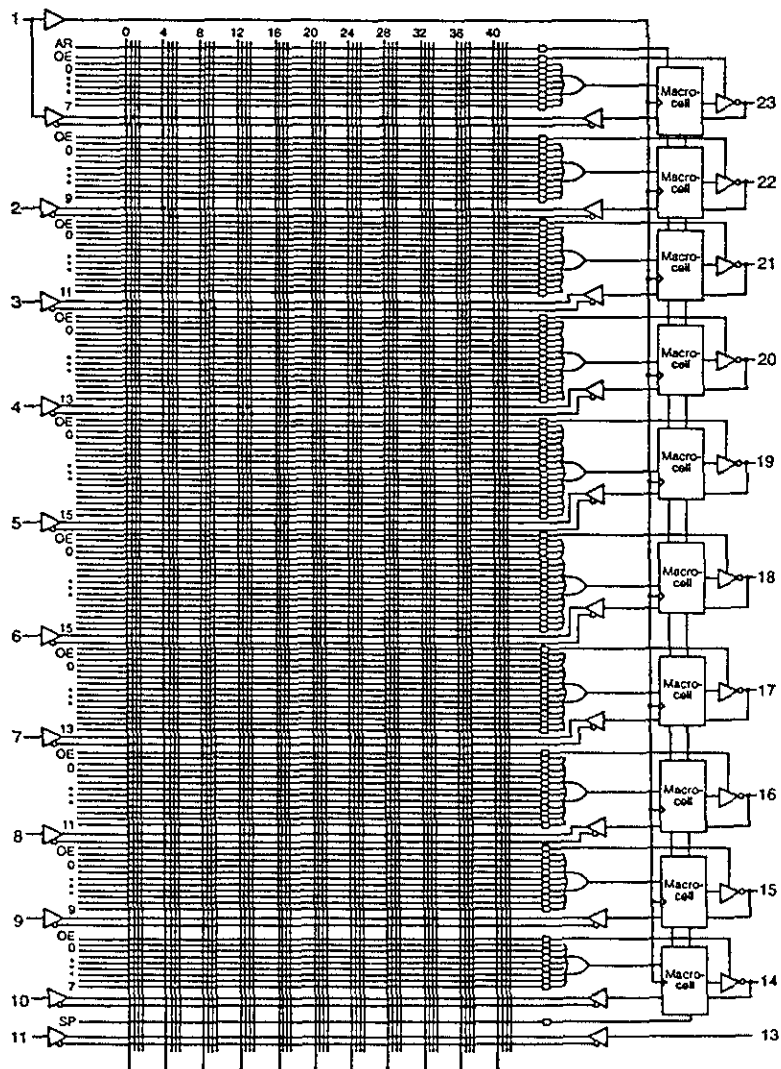 1
0 4 8 12 16 20 24 28 32 36 40
AR
OE
0
7
Macro-
cell
23
OE
0
9
Macro-
cell
22
2
OE
0
11
Macro-
cell
21
3
OE
0
13
Macro-
cell
20
4
OE
0
15
Macro-
cell
19
5
OE
0
15
Macro-
cell
18
6
OE
0
13
Macro-
cell
17
7
OE
0
11
Macro-
cell
16
8
OE
0
9
Macro-
cell
15
9
OE
0
7
Macro-
cell
14
10
SP
11
13